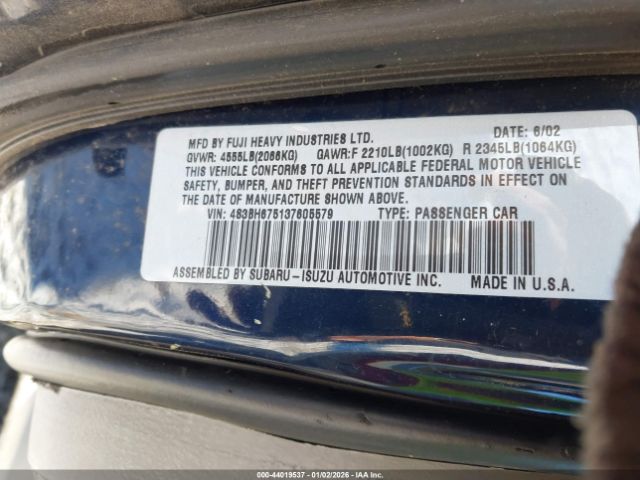 MFD BY FUJI HEAVY INDUSTRIES LTD. DATE: 6/02
GVWR: 4555LB(2066KG) GAWR:F 2210LB(1002KG) R 2345LB(1064KG)
THIS VEHICLE CONFORMS TO ALL APPLICABLE FEDERAL MOTOR VEHICLE
SAFETY, BUMPER, AND THEFT PREVENTION STANDARDS IN EFFECT ON
THE DATE OF MANUFACTURE SHOWN ABOVE.
VIN: 4S3BH675137605579 TYPE: PASSENGER CAR
ASSEMBLED BY SUBARU-ISUZU AUTOMOTIVE INC. MADE IN U.S.A.
000-44019537 - 01/02/2026 - IAAI.COM